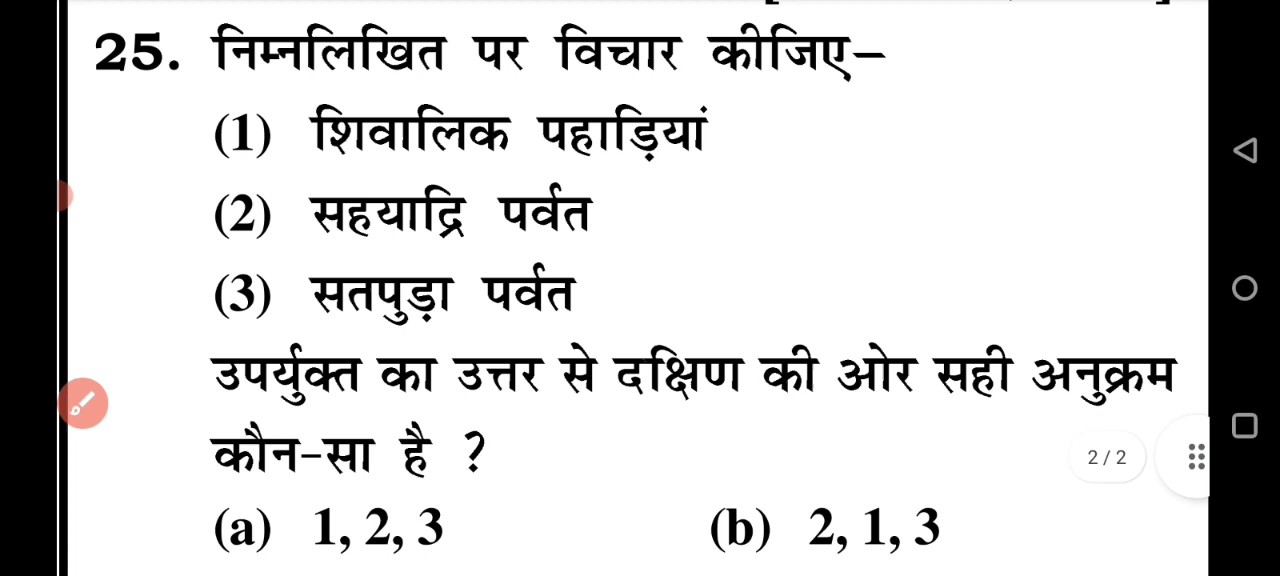 25. निम्नलिखित पर विचार कीजिए–
(1) शिवालिक पहाड़ियां
(2) सहयाद्रि पर्वत
(3) सतपुड़ा पर्वत
उपर्युक्त का उत्तर से दक्षिण की ओर सही अनुक्रम
कौन-सा है ?
2 / 2
(a) 1, 2, 3 (b) 2, 1, 3